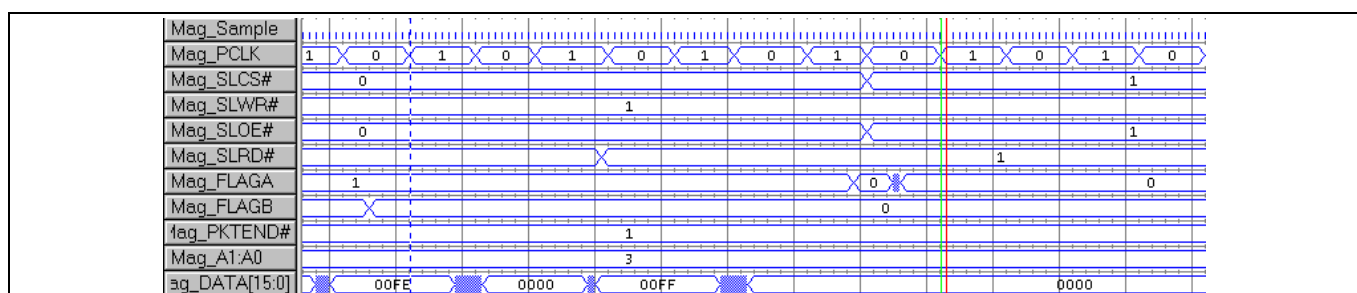 Mag_Sample
Mag_PCLK 1 0 1 0 1 0 1 0 1 0 1 0 1 0
Mag_SLCS# 0 1
Mag_SLWR# 1
Mag_SLOE# 0 1
Mag_SLRD# 1
Mag_FLAGA 1 0 0
Mag_FLAGB 0
Mag_PKTEND# 1
Mag_A1:A0 3
ag_DATA[15:0] 00FE 0000 00FF 0000